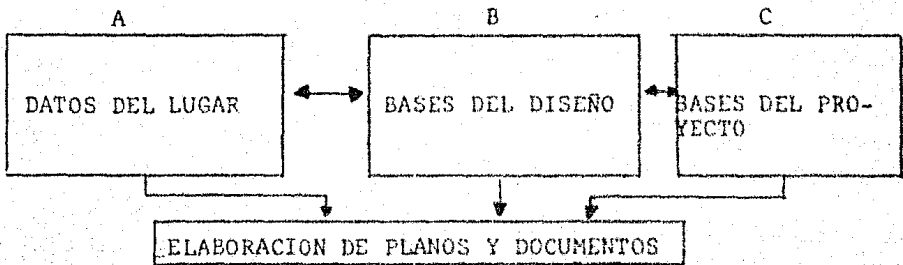 A
B
C
DATOS DEL LUGAR
BASES DEL DISEÑO
BASES DEL PRO-
YECTO
ELABORACION DE PLANOS Y DOCUMENTOS